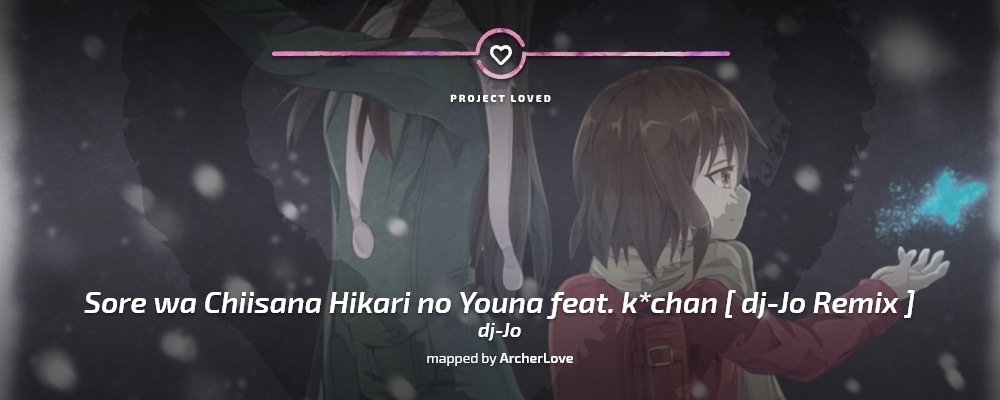 PROJECT LOVED
Sore wa Chiisana Hikari no Youna feat. k*chan [ dj-Jo Remix ]
dj-Jo
mapped by ArcherLove